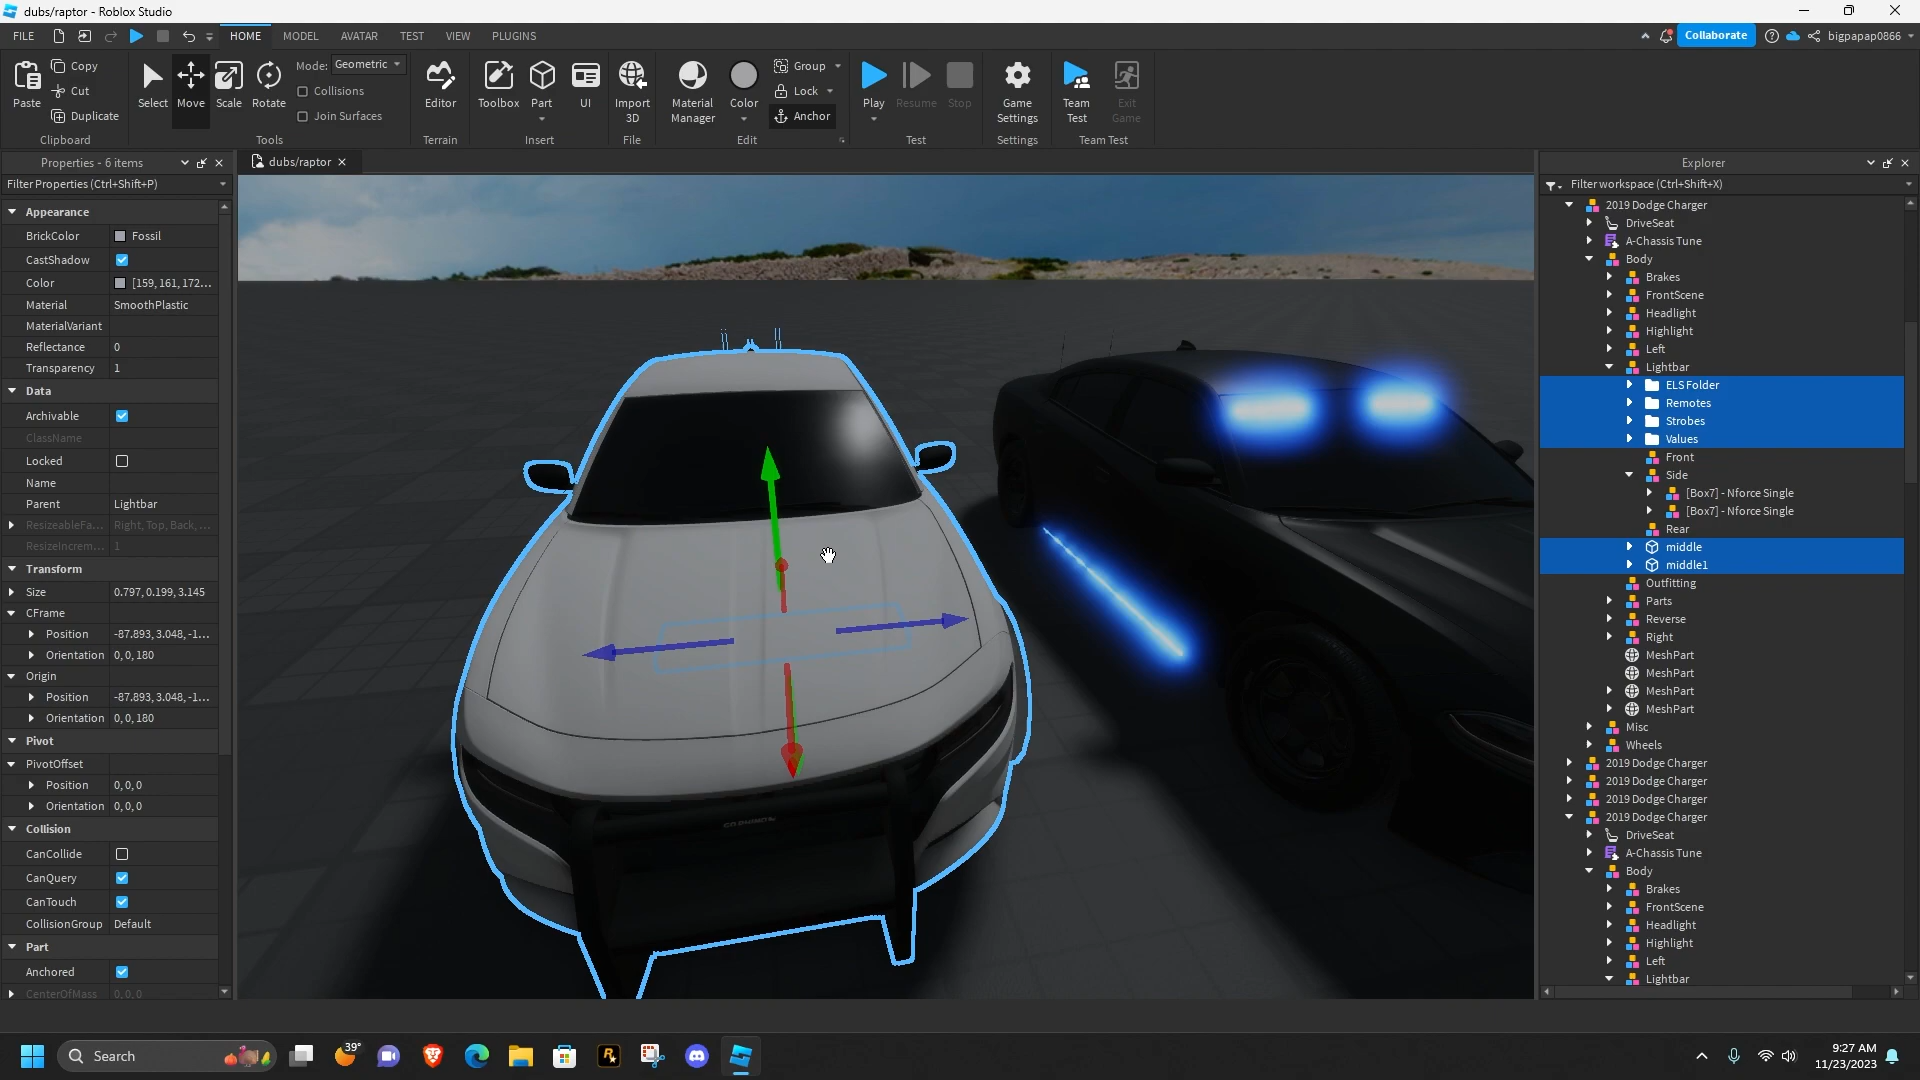 dubs/raptor - Roblox Studio
FILE HOME MODEL AVATAR TEST VIEW PLUGINS Collaborate bigpapap0866
Paste Copy Cut Duplicate
Clipboard
Select Move Scale Rotate
Mode: Geometric
Collisions
Join Surfaces
Tools
Editor
Terrain
Toolbox Part UI
Insert
Import 3D
File
Material Manager Color Group Lock Anchor
Edit
Play Resume Stop
Test
Game Settings
Settings
Team Test Exit Game
Team Test
Properties - 6 items
Filter Properties (Ctrl+Shift+P)
Appearance
BrickColor Fossil
CastShadow
Color [159, 161, 172...
Material SmoothPlastic
MaterialVariant
Reflectance 0
Transparency 1
Data
Archivable
ClassName
Locked
Name
Parent Lightbar
ResizeableFa... Right, Top, Back, ...
ResizeIncrem... 1
Transform
Size 0.797, 0.199, 3.145
CFrame
Position -87.893, 3.048, -1...
Orientation 0, 0, 180
Origin
Position -87.893, 3.048, -1...
Orientation 0, 0, 180
Pivot
PivotOffset
Position 0, 0, 0
Orientation 0, 0, 0
Collision
CanCollide
CanQuery
CanTouch
CollisionGroup Default
Part
Anchored
CenterOfMass 0, 0, 0
dubs/raptor
Explorer
Filter workspace (Ctrl+Shift+X)
2019 Dodge Charger
DriveSeat
A-Chassis Tune
Body
Brakes
FrontScene
Headlight
Highlight
Left
Lightbar
ELS Folder
Remotes
Strobes
Values
Front
Side
[Box7] - Nforce Single
[Box7] - Nforce Single
Rear
middle
middle1
Outfitting
Parts
Reverse
Right
MeshPart
MeshPart
MeshPart
MeshPart
Misc
Wheels
2019 Dodge Charger
2019 Dodge Charger
2019 Dodge Charger
2019 Dodge Charger
DriveSeat
A-Chassis Tune
Body
Brakes
FrontScene
Headlight
Highlight
Left
Lightbar
Search
39°
9:27 AM
11/23/2023